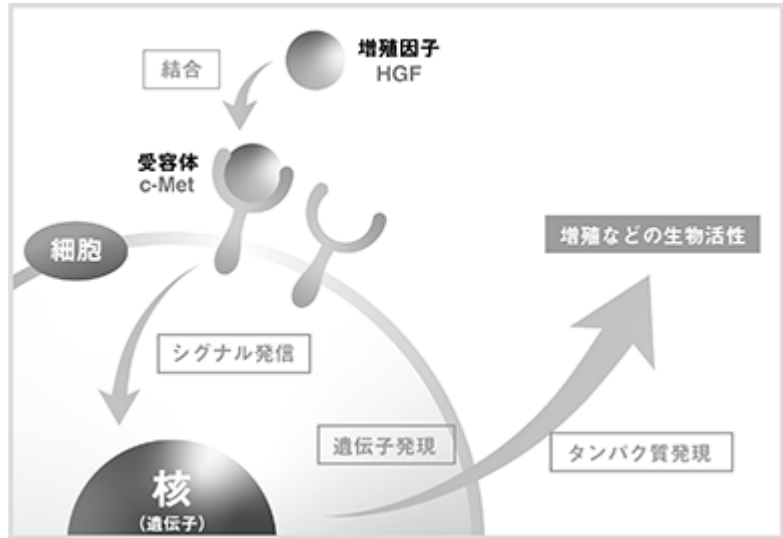 増殖因子
HGF
結合
受容体
c-Met
細胞
増殖などの生物活性
シグナル発信
遺伝子発現
タンパク質発現
核
(遺伝子)